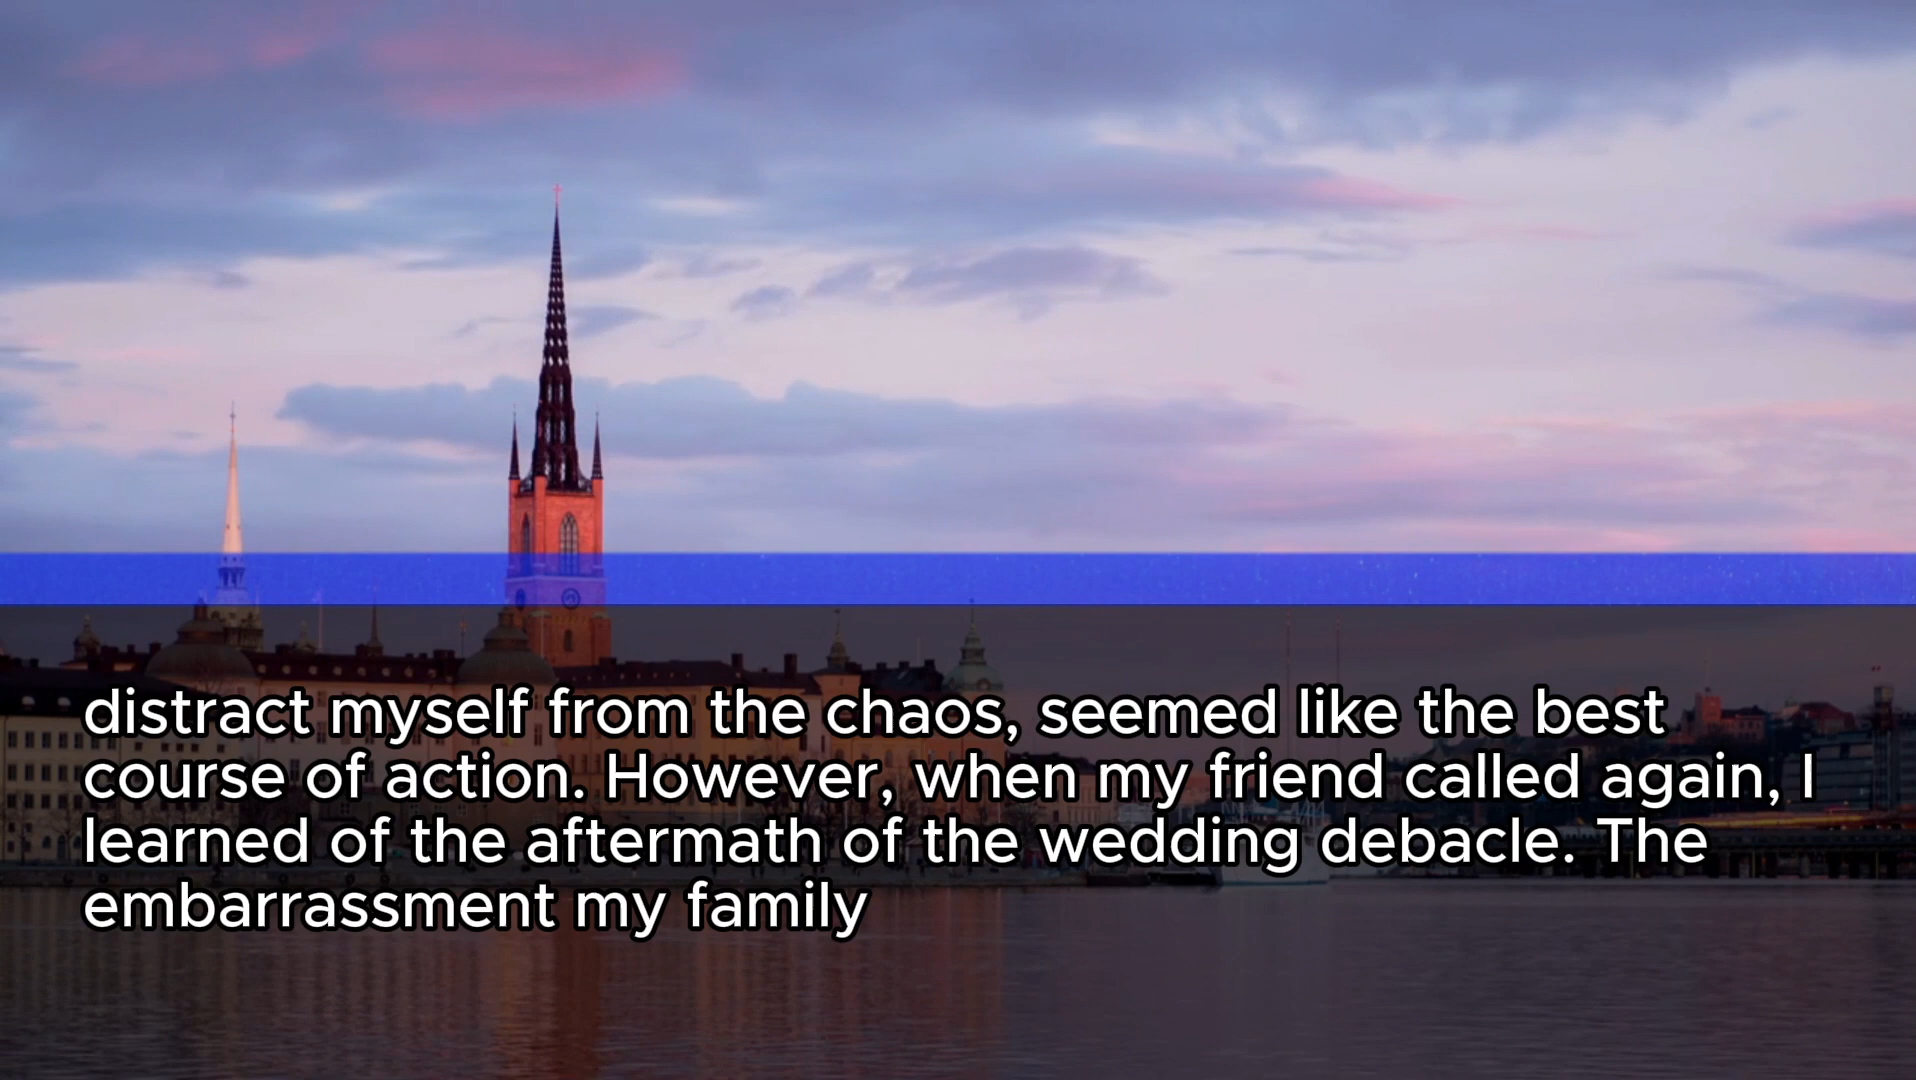 distract myself from the chaos, seemed like the best
course of action. However, when my friend called again, I
learned of the aftermath of the wedding debacle. The
embarrassment my family